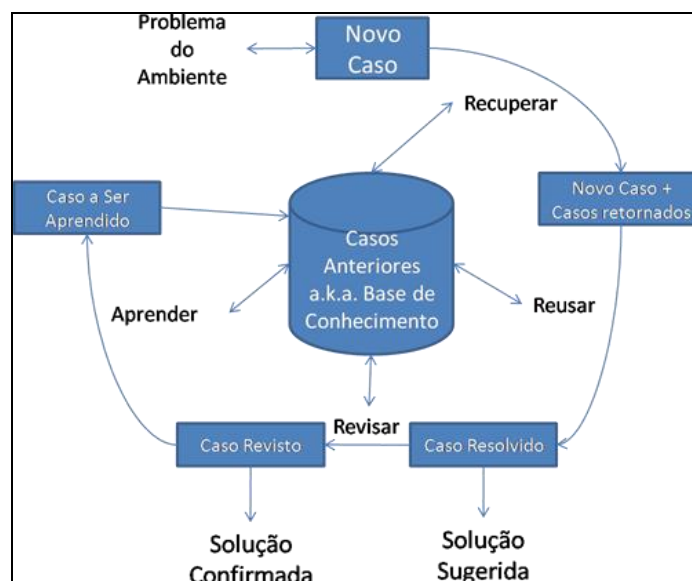 Problema
do
Ambiente
Novo
Caso
Recuperar
Caso a Ser
Aprendido
Novo Caso +
Casos retornados
Casos
Anteriores
a.k.a. Base de
Conhecimento
Aprender
Reusar
Revisar
Caso Revisto
Caso Resolvido
Solução
Confirmada
Solução
Sugerida